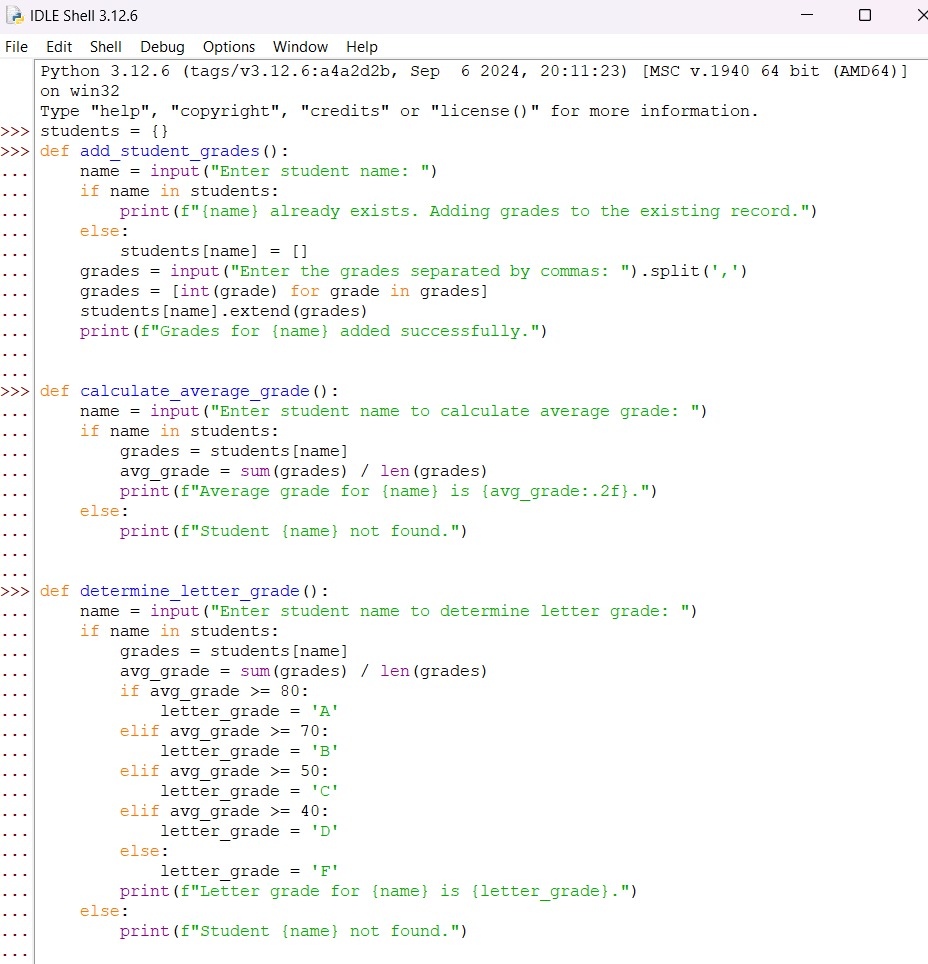 IDLE Shell 3.12.6
File Edit Shell Debug Options Window Help
Python 3.12.6 (tags/v3.12.6:a4a2d2b, Sep  6 2024, 20:11:23) [MSC v.1940 64 bit (AMD64)]
on win32
Type "help", "copyright", "credits" or "license()" for more information.
>>> students = {}
>>> def add_student_grades():
...     name = input("Enter student name: ")
...     if name in students:
...         print(f"{name} already exists. Adding grades to the existing record.")
...     else:
...         students[name] = []
...     grades = input("Enter the grades separated by commas: ").split(',')
...     grades = [int(grade) for grade in grades]
...     students[name].extend(grades)
...     print(f"Grades for {name} added successfully.")
...
...
>>> def calculate_average_grade():
...     name = input("Enter student name to calculate average grade: ")
...     if name in students:
...         grades = students[name]
...         avg_grade = sum(grades) / len(grades)
...         print(f"Average grade for {name} is {avg_grade:.2f}.")
...     else:
...         print(f"Student {name} not found.")
...
...
>>> def determine_letter_grade():
...     name = input("Enter student name to determine letter grade: ")
...     if name in students:
...         grades = students[name]
...         avg_grade = sum(grades) / len(grades)
...         if avg_grade >= 80:
...             letter_grade = 'A'
...         elif avg_grade >= 70:
...             letter_grade = 'B'
...         elif avg_grade >= 50:
...             letter_grade = 'C'
...         elif avg_grade >= 40:
...             letter_grade = 'D'
...         else:
...             letter_grade = 'F'
...         print(f"Letter grade for {name} is {letter_grade}.")
...     else:
...         print(f"Student {name} not found.")
...